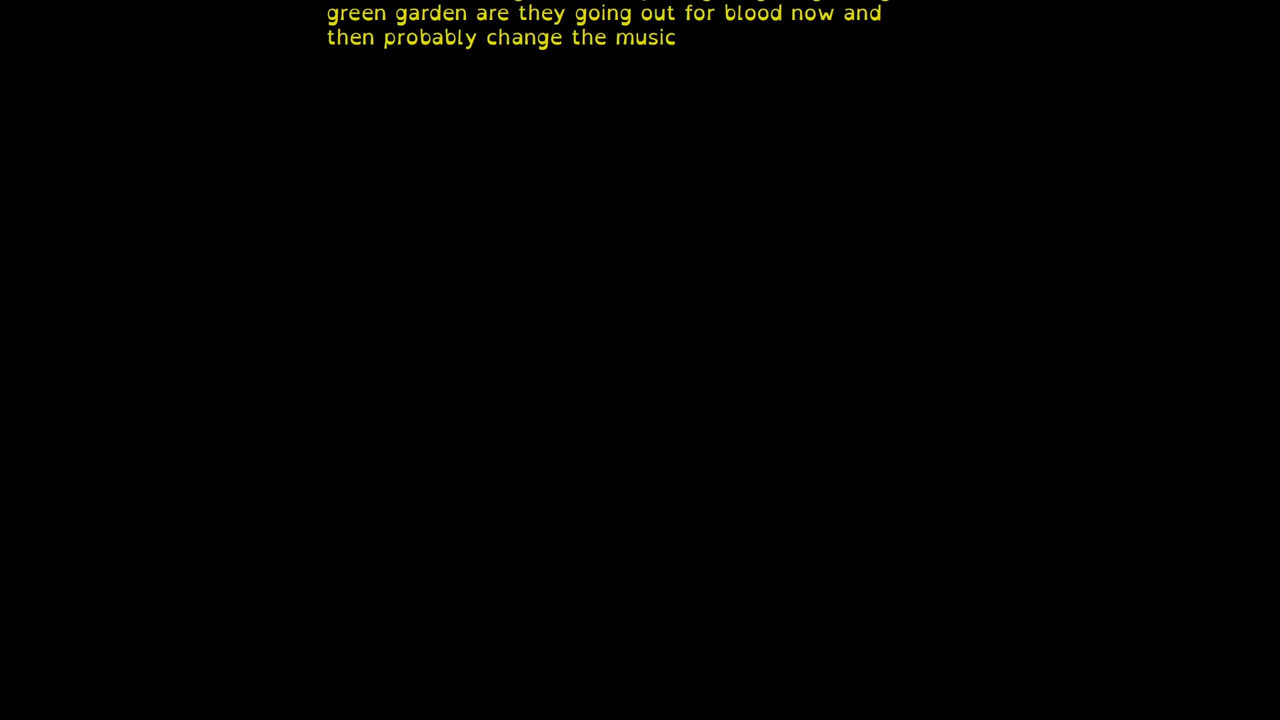 green garden are they going out for blood now and
then probably change the music